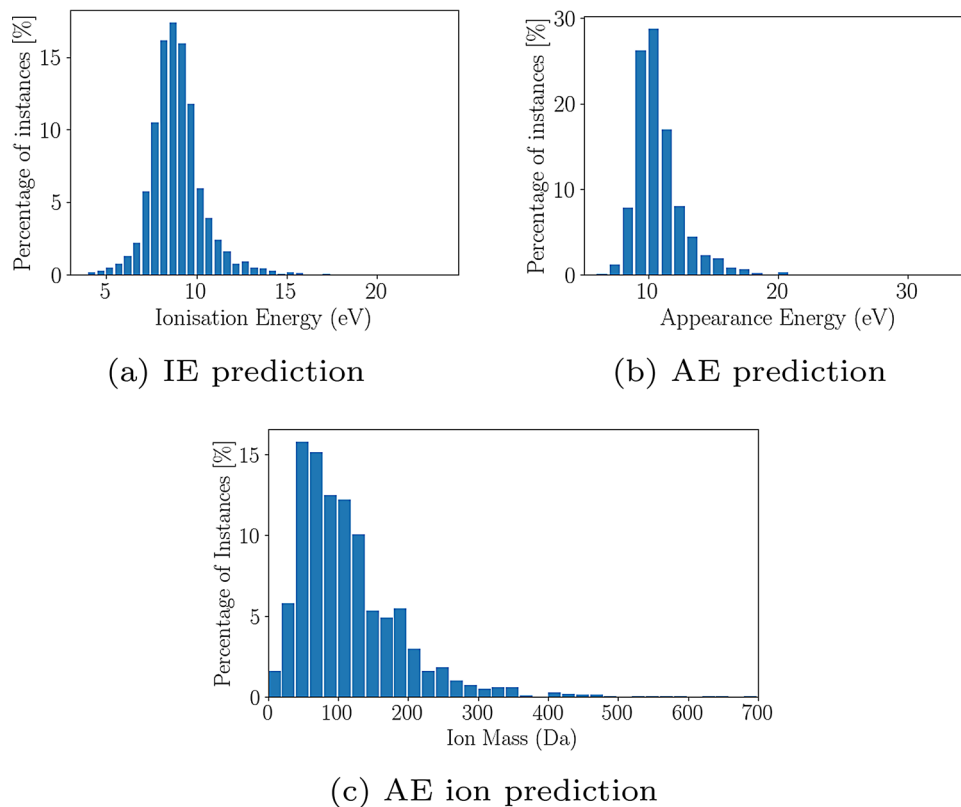 Percentage of instances [%]
15
10
5
0
5 10 15 20
Ionisation Energy (eV)
(a) IE prediction
Percentage of instances [%]
30
20
10
0
10 20 30
Appearance Energy (eV)
(b) AE prediction
Percentage of Instances [%]
15
10
5
0
0 100 200 300 400 500 600 700
Ion Mass (Da)
(c) AE ion prediction